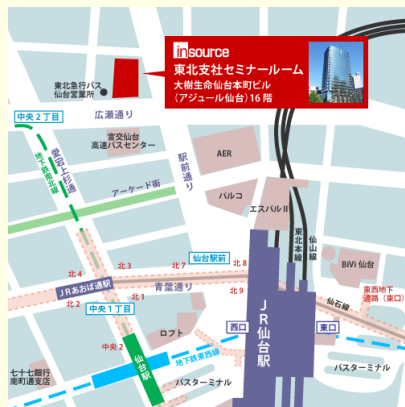 insource
東北支社セミナールーム
大樹生命仙台本町ビル
（アジュール仙台）16階
東北急行バス
仙台営業所
広瀬通り
中央2丁目
宮交仙台
高速バスセンター
愛宕上杉通
地下鉄南北線
駅前通り
AER
アーケード街
パルコ
エスパルⅡ
東北本線
仙山線
仙台駅前
BiVi 仙台
北4
北3
北7
北8
青葉通り
JRあおば通駅
北2
北1
北9
仙石線
東西地下
通路（東口）
中央1丁目
JR仙台駅
西口
東口
ロフト
中央2
仙台駅
地下鉄東西線
バスターミナル
バスターミナル
七十七銀行
南町通支店